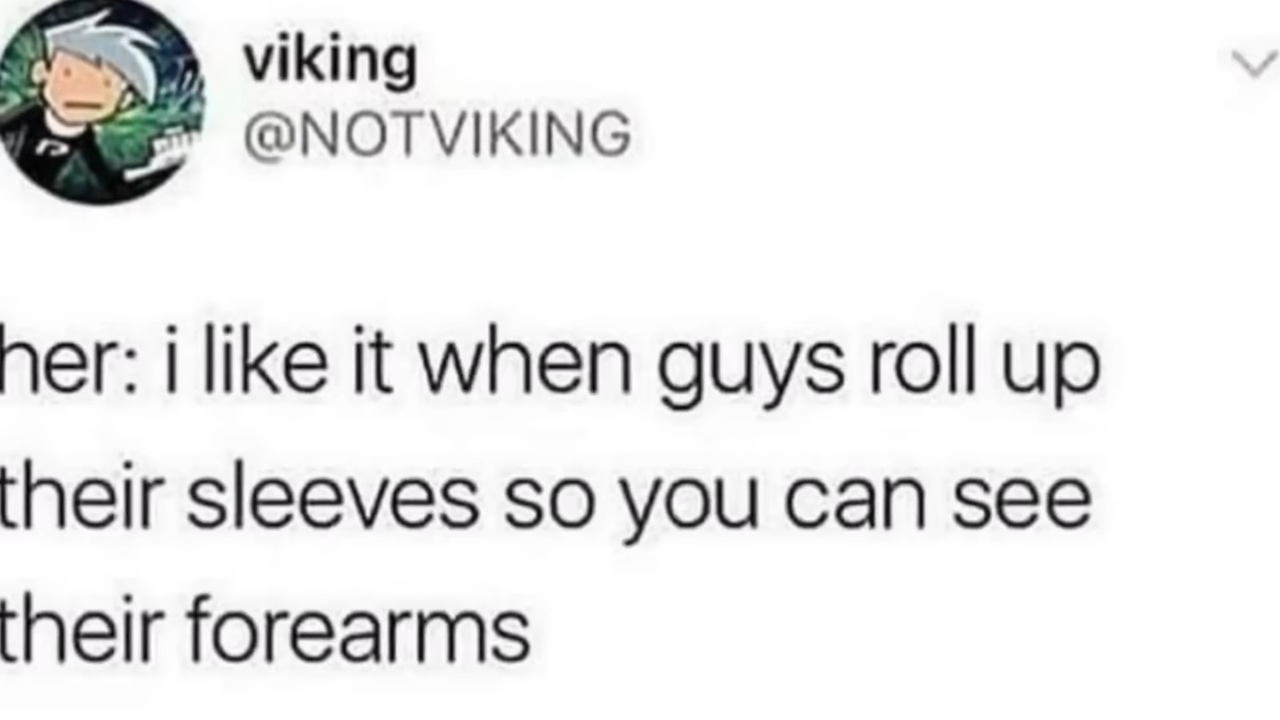 viking
@NOTVIKING
her: i like it when guys roll up
their sleeves so you can see
their forearms